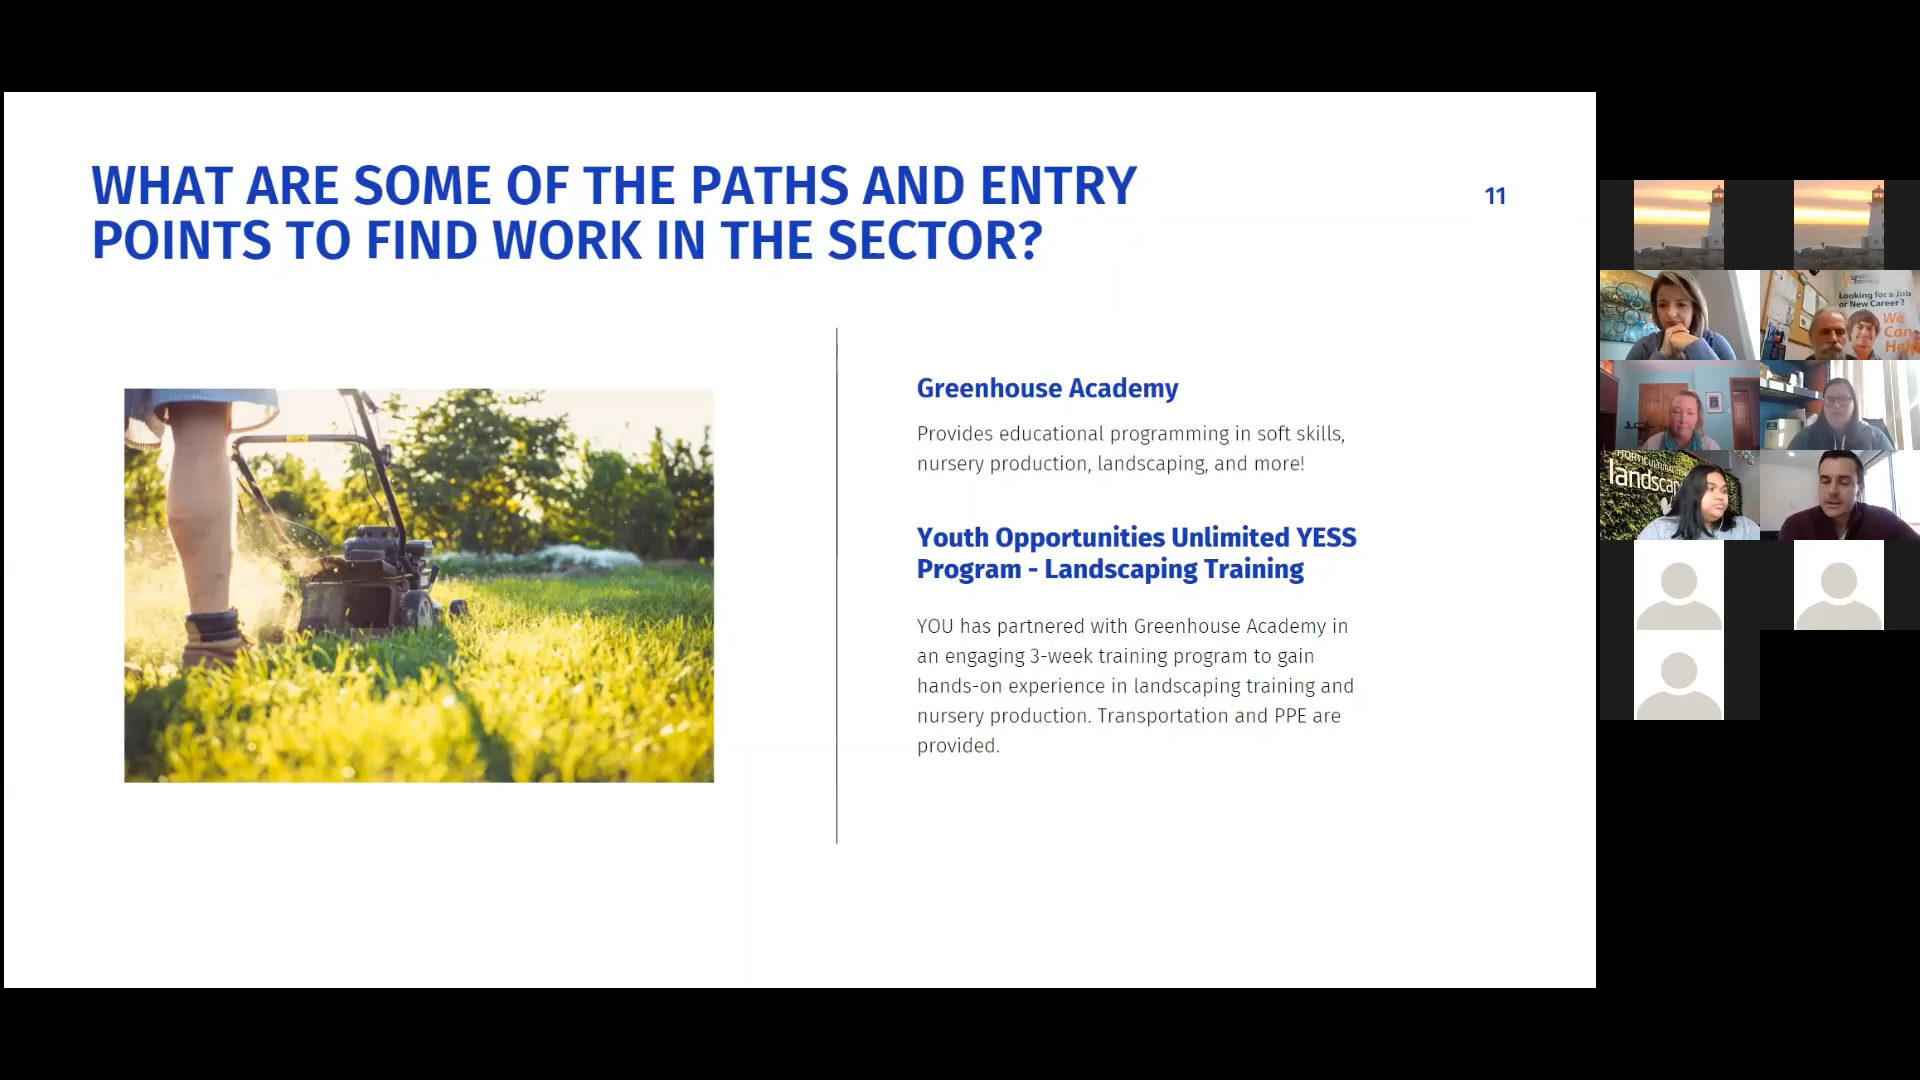 WHAT ARE SOME OF THE PATHS AND ENTRY
POINTS TO FIND WORK IN THE SECTOR?
11
Greenhouse Academy
Provides educational programming in soft skills,
nursery production, landscaping, and more!
Youth Opportunities Unlimited YESS
Program - Landscaping Training
YOU has partnered with Greenhouse Academy in
an engaging 3-week training program to gain
hands-on experience in landscaping training and
nursery production. Transportation and PPE are
provided.
Looking for a Job
or New Career?
We
Can
Help
landscap